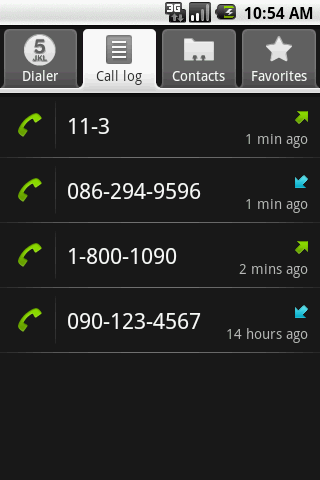 3G 10:54 AM
5
JKL
Dialer Call log Contacts Favorites
11-3
1 min ago
086-294-9596
1 min ago
1-800-1090
2 mins ago
090-123-4567
14 hours ago